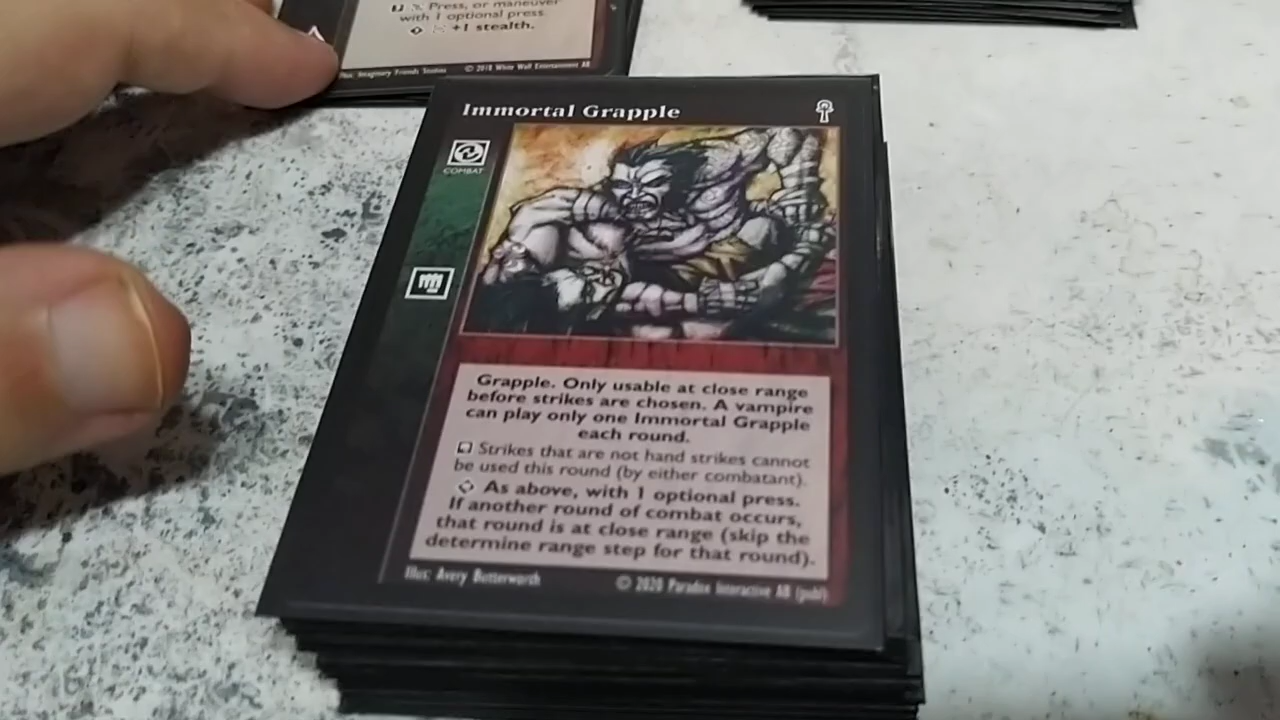 Press, or maneuver
with 1 optional press.
+1 stealth.
Illus: Imaginary Friends Studios
© 2018 White Wolf Entertainment AB
Immortal Grapple
COMBAT
Grapple. Only usable at close range
before strikes are chosen. A vampire
can play only one Immortal Grapple
each round.
Strikes that are not hand strikes cannot
be used this round (by either combatant).
As above, with 1 optional press.
If another round of combat occurs,
that round is at close range (skip the
determine range step for that round).
Illus: Avery Butterworth
© 2020 Paradox Interactive AB (publ)